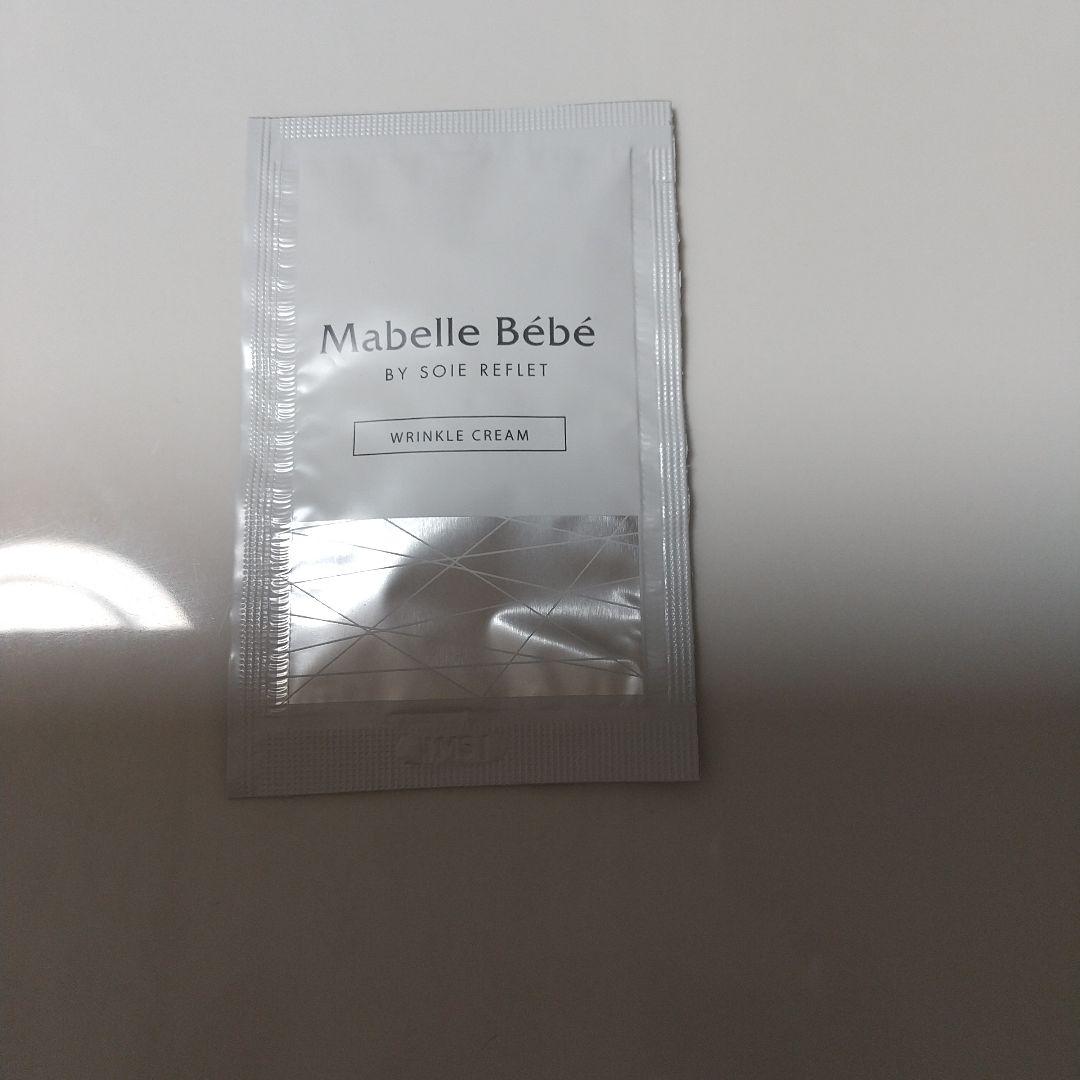 Mabelle Bébé
BY SOIE REFLET
WRINKLE CREAM